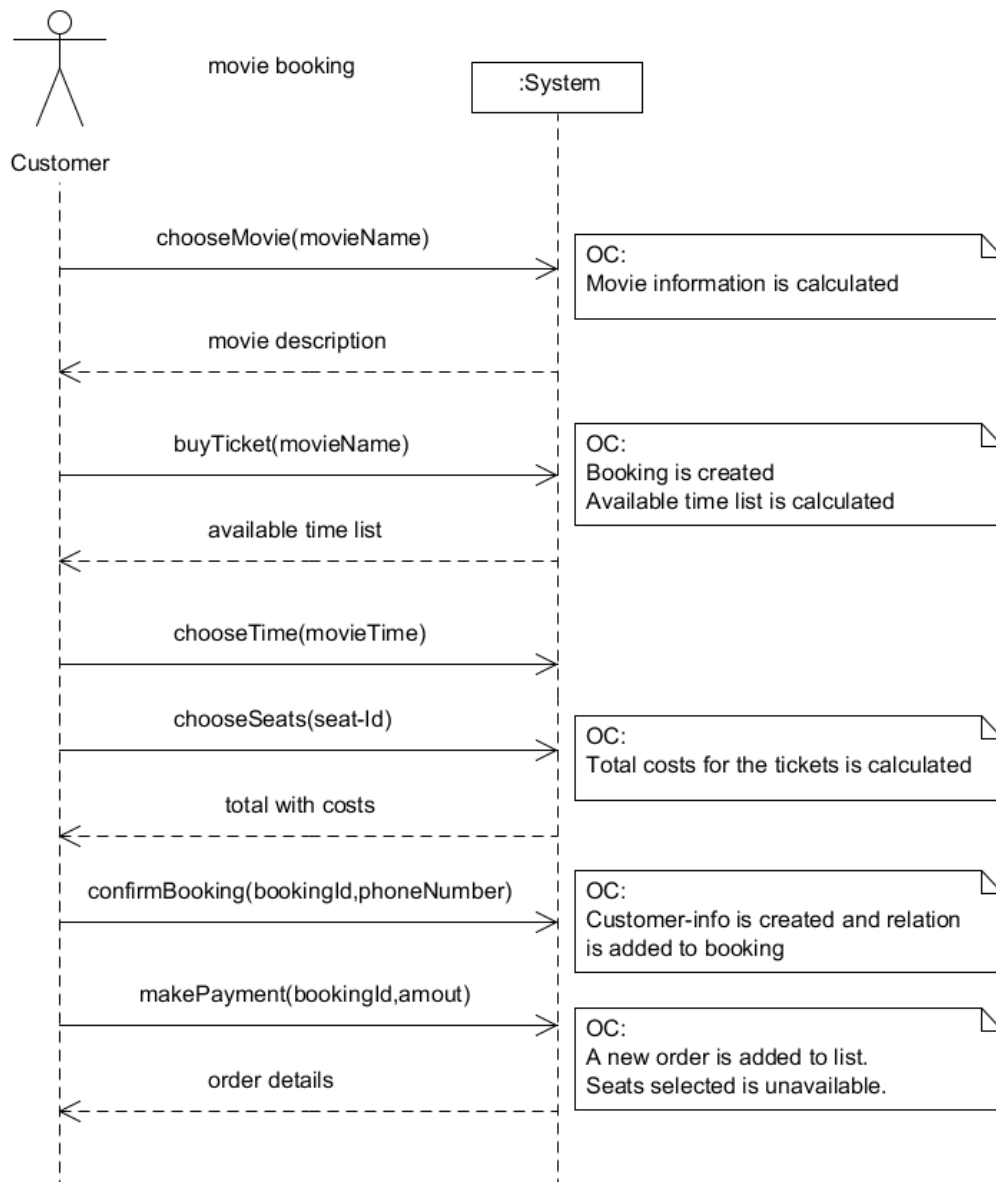 movie booking
:System
Customer
chooseMovie(movieName)
OC:
Movie information is calculated
movie description
buyTicket(movieName)
OC:
Booking is created
Available time list is calculated
available time list
chooseTime(movieTime)
chooseSeats(seat-Id)
OC:
Total costs for the tickets is calculated
total with costs
confirmBooking(bookingId,phoneNumber)
OC:
Customer-info is created and relation
is added to booking
makePayment(bookingId,amout)
OC:
A new order is added to list.
Seats selected is unavailable.
order details